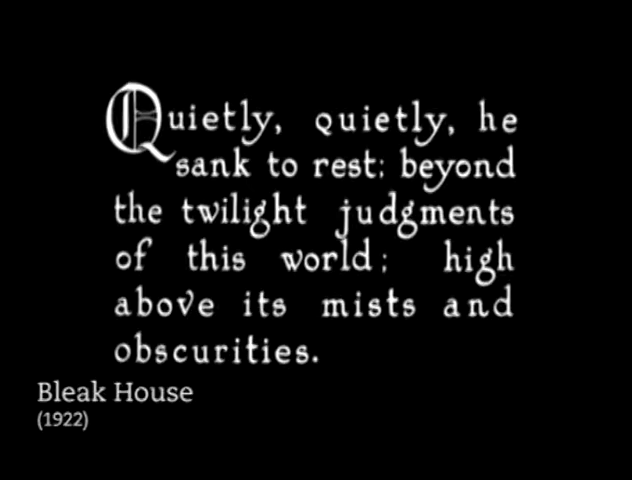 Quietly, quietly, he
sank to rest: beyond
the twilight judgments
of this world; high
above its mists and
obscurities.
Bleak House
(1922)